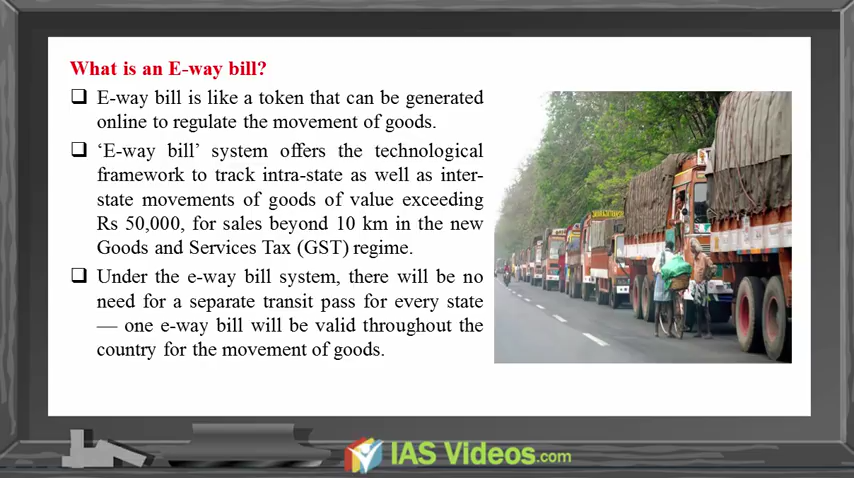 What is an E-way bill?
E-way bill is like a token that can be generated
online to regulate the movement of goods.
‘E-way bill’ system offers the technological
framework to track intra-state as well as inter-
state movements of goods of value exceeding
Rs 50,000, for sales beyond 10 km in the new
Goods and Services Tax (GST) regime.
Under the e-way bill system, there will be no
need for a separate transit pass for every state
— one e-way bill will be valid throughout the
country for the movement of goods.
IAS Videos.com